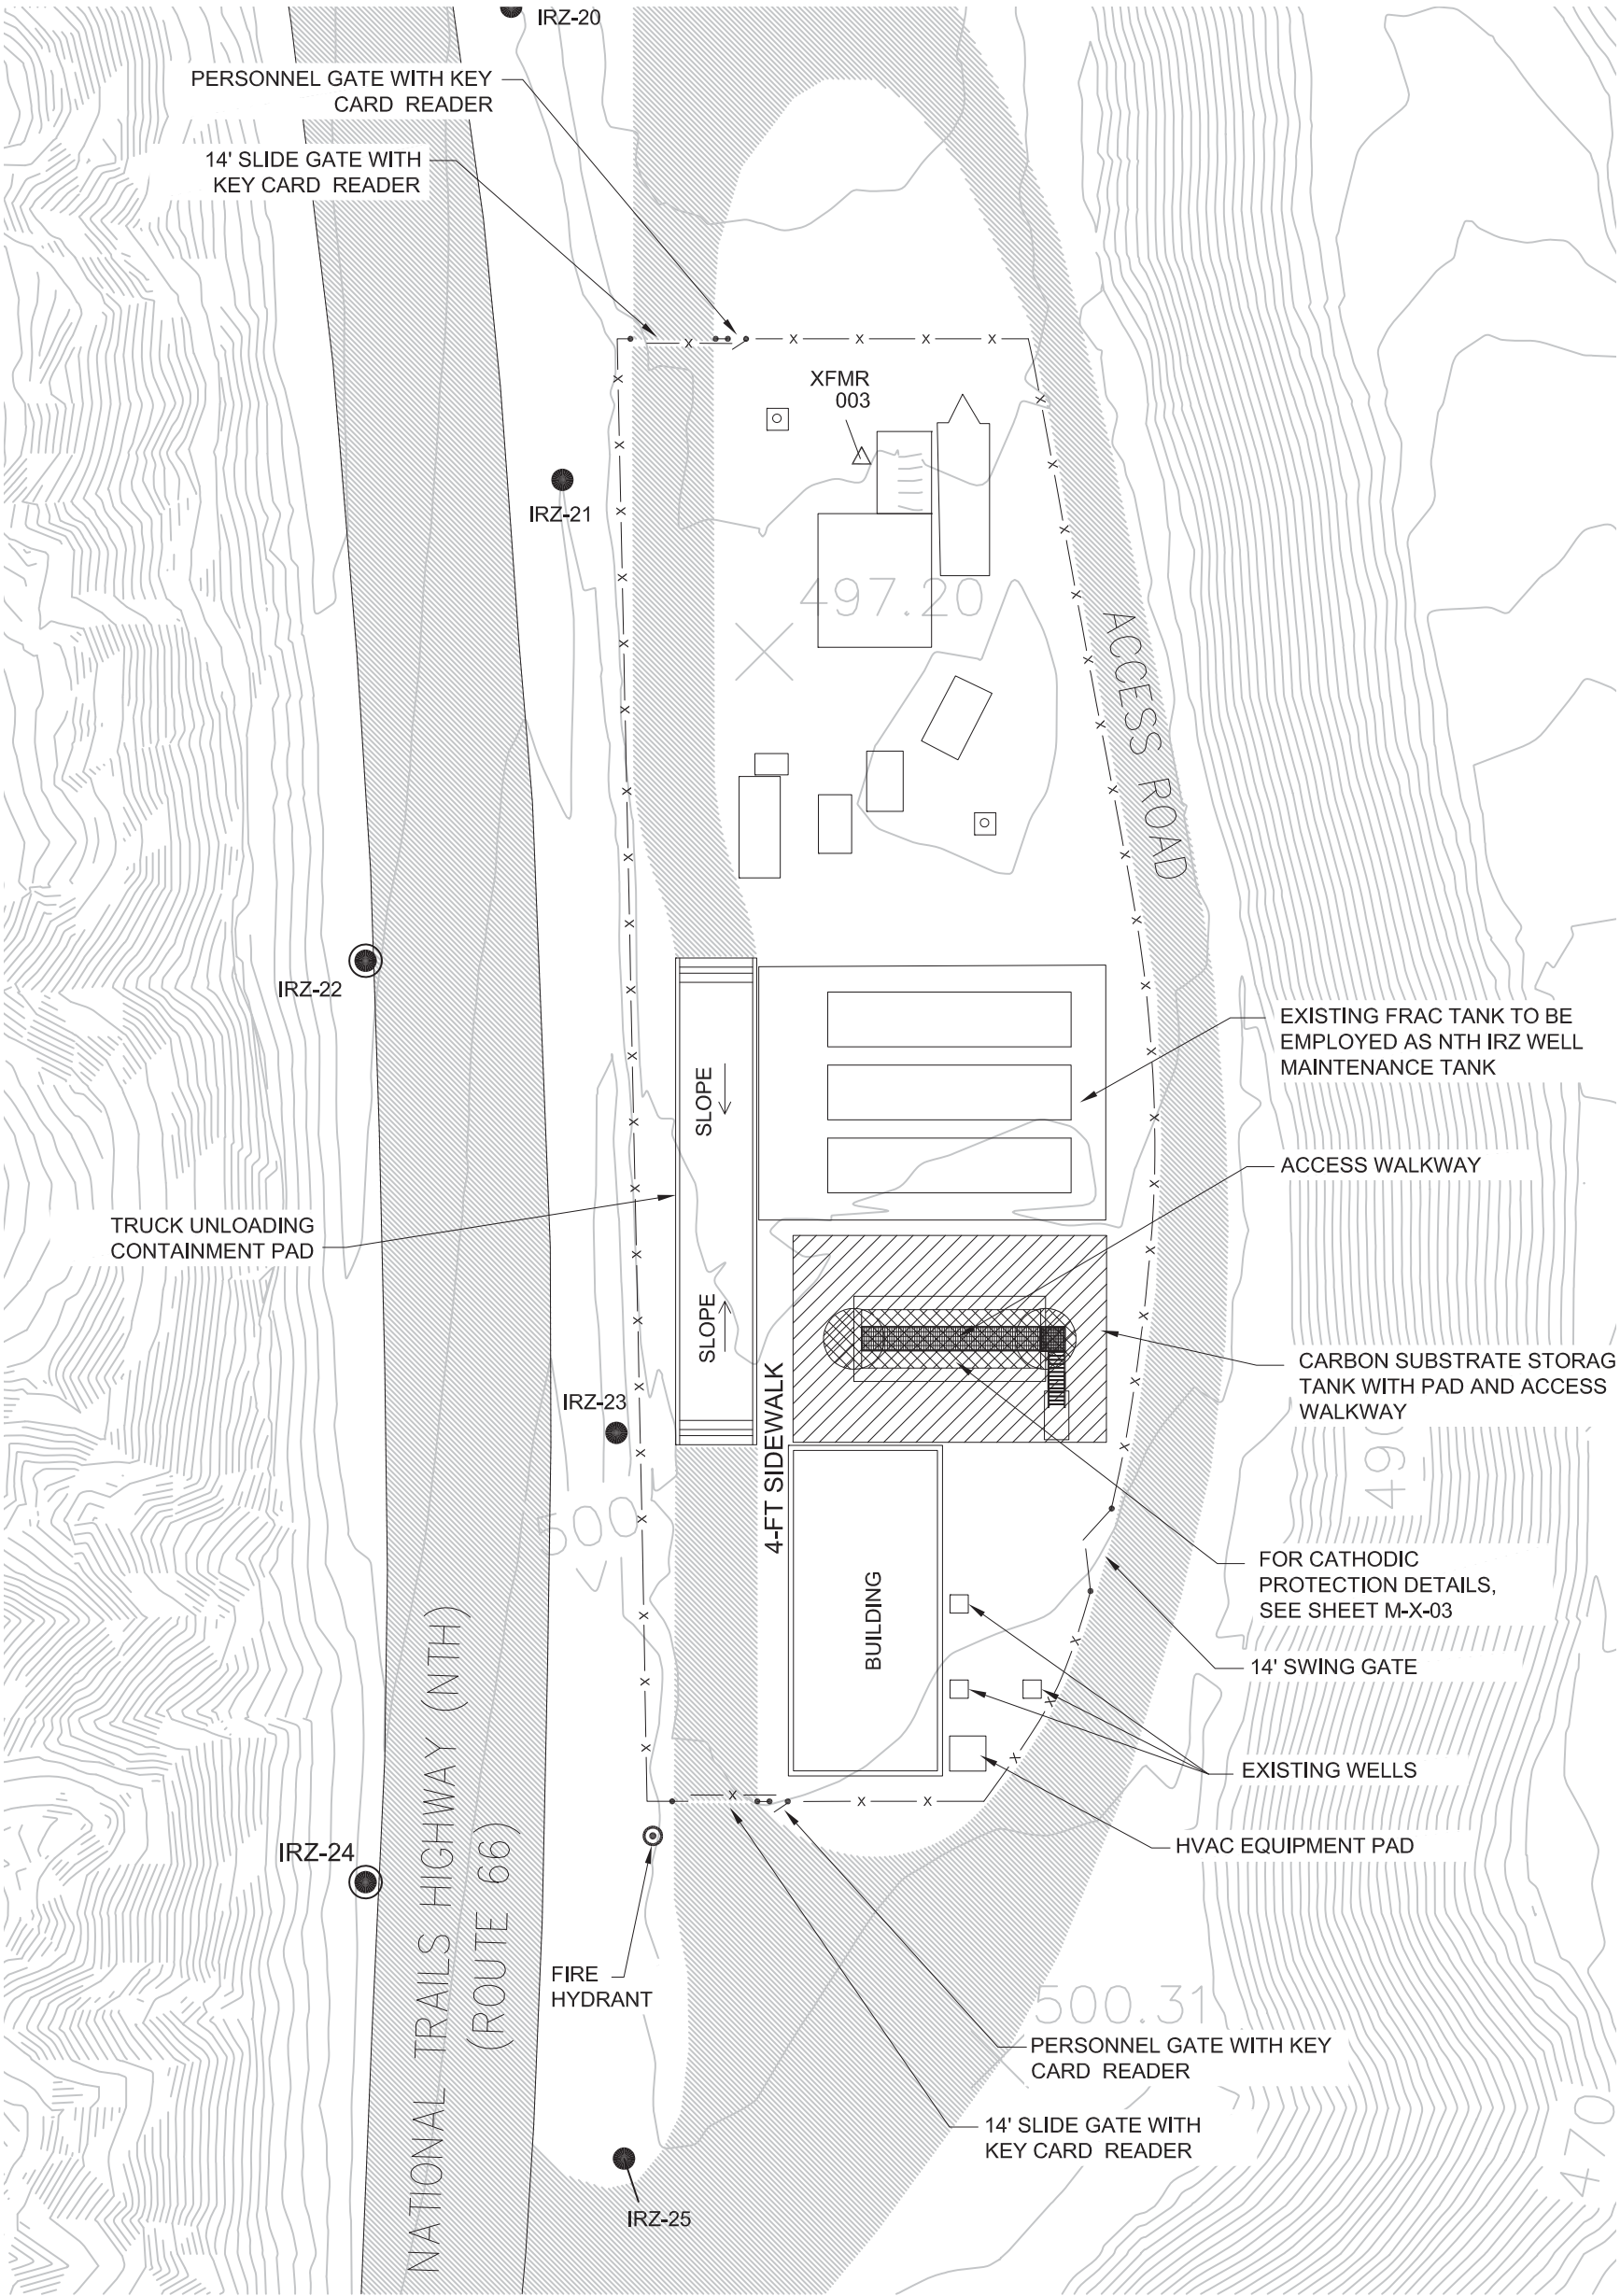 IRZ-20
PERSONNEL GATE WITH KEY
CARD READER
14' SLIDE GATE WITH
KEY CARD READER
XFMR
003
IRZ-21
497.20
ACCESS ROAD
IRZ-22
EXISTING FRAC TANK TO BE
EMPLOYED AS NTH IRZ WELL
MAINTENANCE TANK
SLOPE
ACCESS WALKWAY
TRUCK UNLOADING
CONTAINMENT PAD
SLOPE
CARBON SUBSTRATE STORAG
TANK WITH PAD AND ACCESS
WALKWAY
IRZ-23
4-FT SIDEWALK
500
490
FOR CATHODIC
PROTECTION DETAILS,
SEE SHEET M-X-03
BUILDING
14' SWING GATE
EXISTING WELLS
HVAC EQUIPMENT PAD
IRZ-24
NATIONAL TRAILS HIGHWAY (NTH)
(ROUTE 66)
FIRE
HYDRANT
500.31
PERSONNEL GATE WITH KEY
CARD READER
14' SLIDE GATE WITH
KEY CARD READER
470
IRZ-25